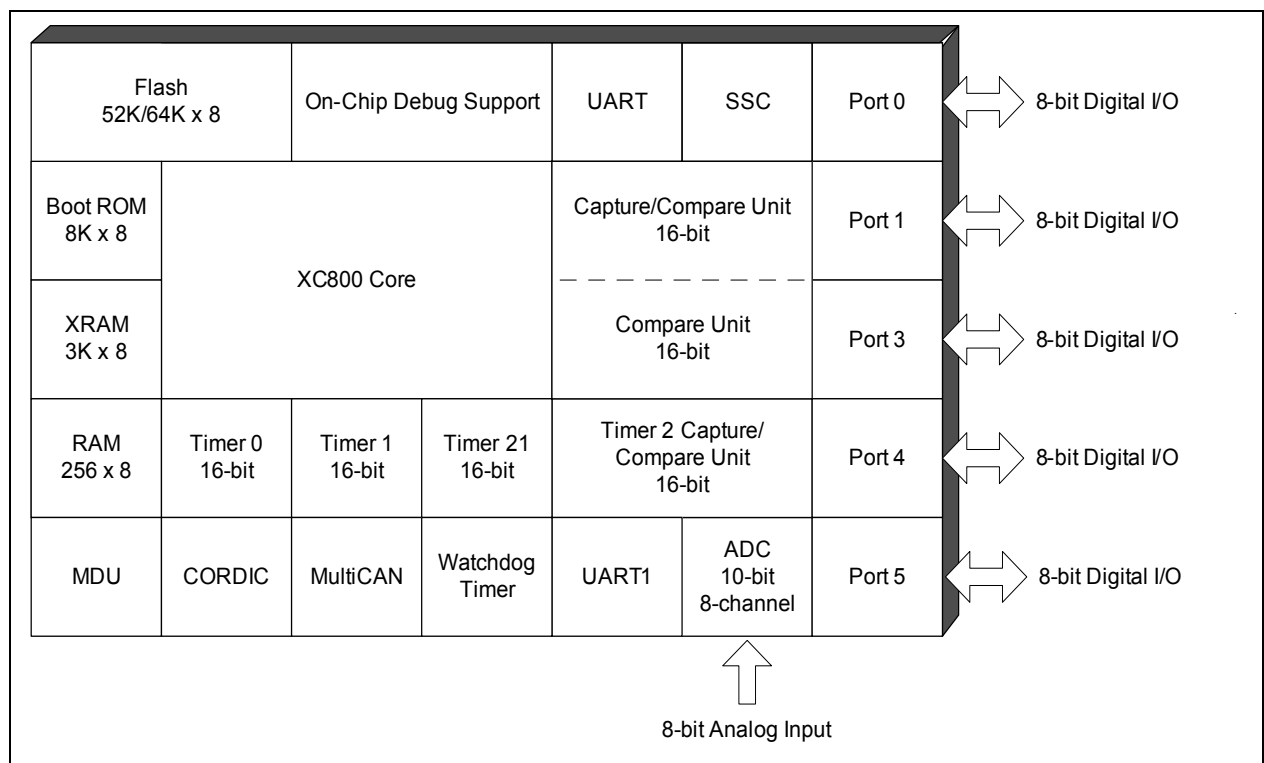 Flash
52K/64K x 8
On-Chip Debug Support
UART
SSC
Port 0
8-bit Digital I/O
Boot ROM
8K x 8
Capture/Compare Unit
16-bit
Port 1
8-bit Digital I/O
XC800 Core
XRAM
3K x 8
Compare Unit
16-bit
Port 3
8-bit Digital I/O
RAM
256 x 8
Timer 0
16-bit
Timer 1
16-bit
Timer 21
16-bit
Timer 2 Capture/
Compare Unit
16-bit
Port 4
8-bit Digital I/O
MDU
CORDIC
MultiCAN
Watchdog
Timer
UART1
ADC
10-bit
8-channel
Port 5
8-bit Digital I/O
8-bit Analog Input